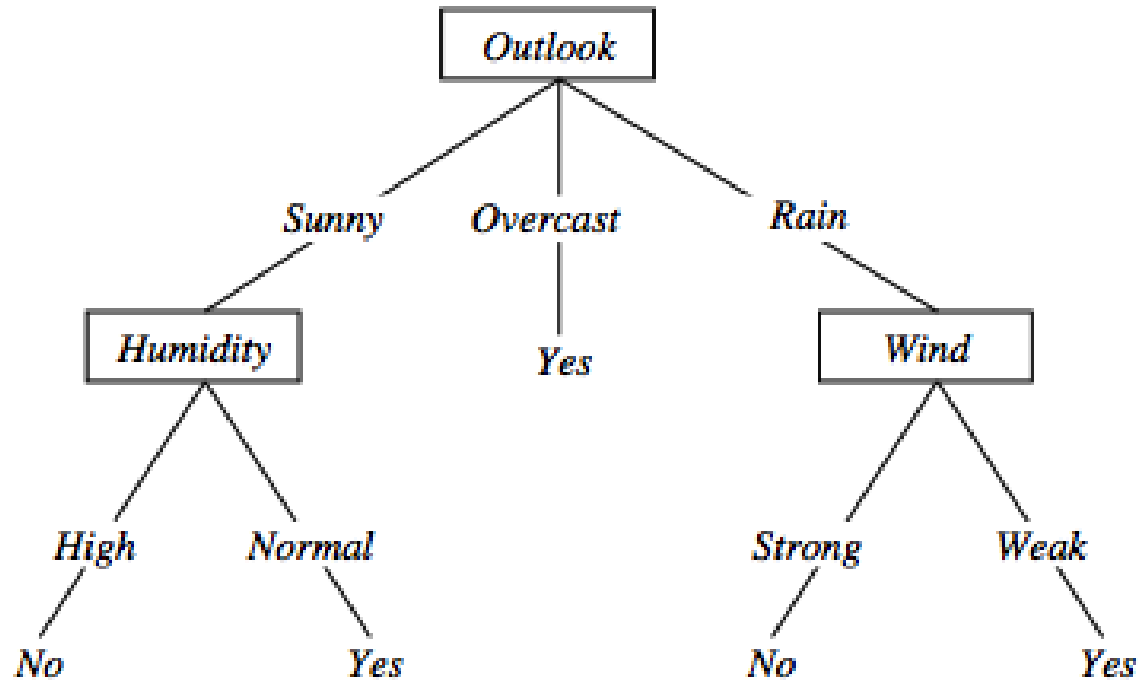 Outlook
Sunny Overcast Rain
Humidity Yes Wind
High Normal Strong Weak
No Yes No Yes